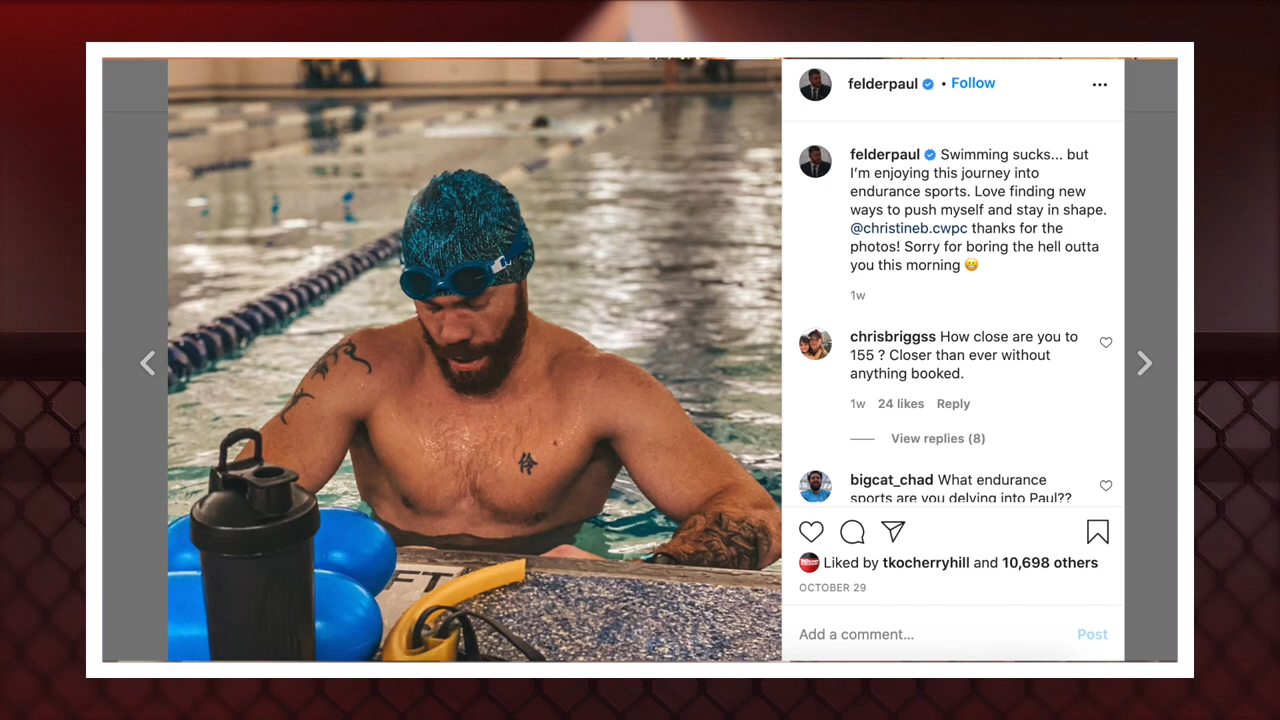 felderpaul • Follow
felderpaul Swimming sucks... but
I’m enjoying this journey into
endurance sports. Love finding new
ways to push myself and stay in shape.
@christineb.cwpc thanks for the
photos! Sorry for boring the hell outta
you this morning 😬
1w
chrisbriggss How close are you to
155 ? Closer than ever without
anything booked.
1w 24 likes Reply
View replies (8)
bigcat_chad What endurance
sports are you delving into Paul??
Liked by tkocherryhill and 10,698 others
OCTOBER 29
Add a comment... Post
FT
伶